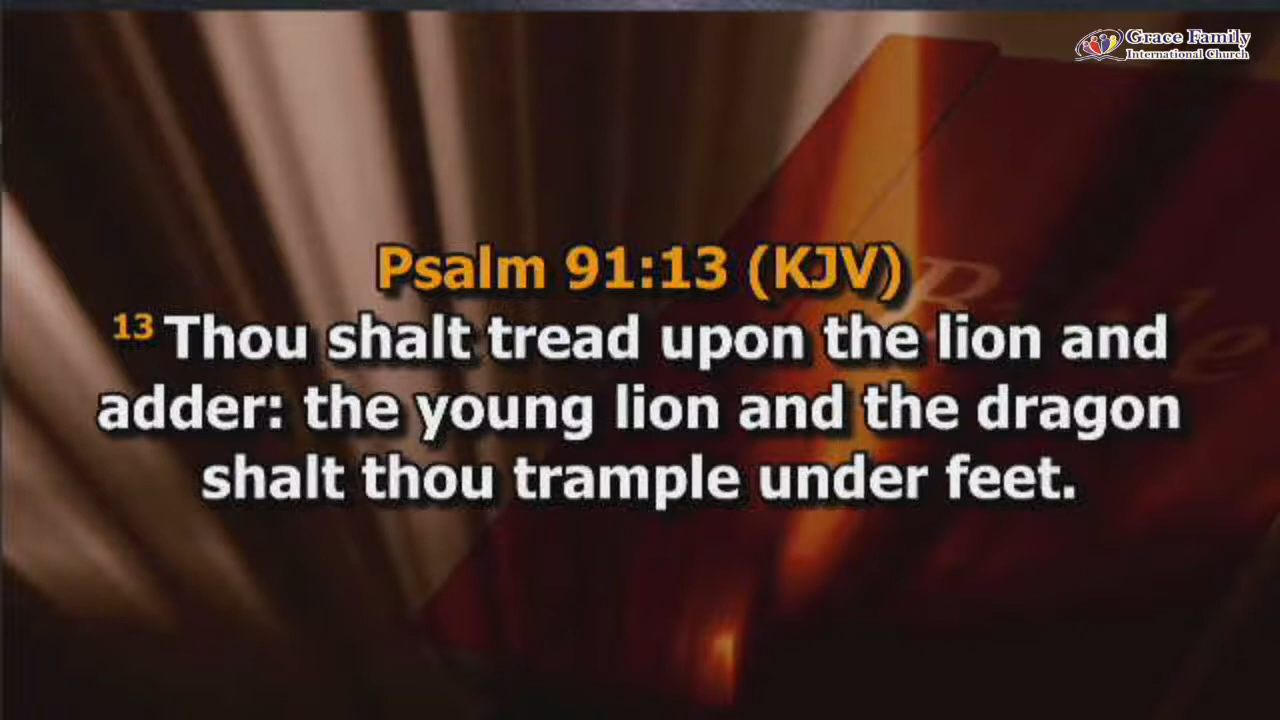 Grace Family
International Church
Psalm 91:13 (KJV)
13 Thou shalt tread upon the lion and
adder: the young lion and the dragon
shalt thou trample under feet.